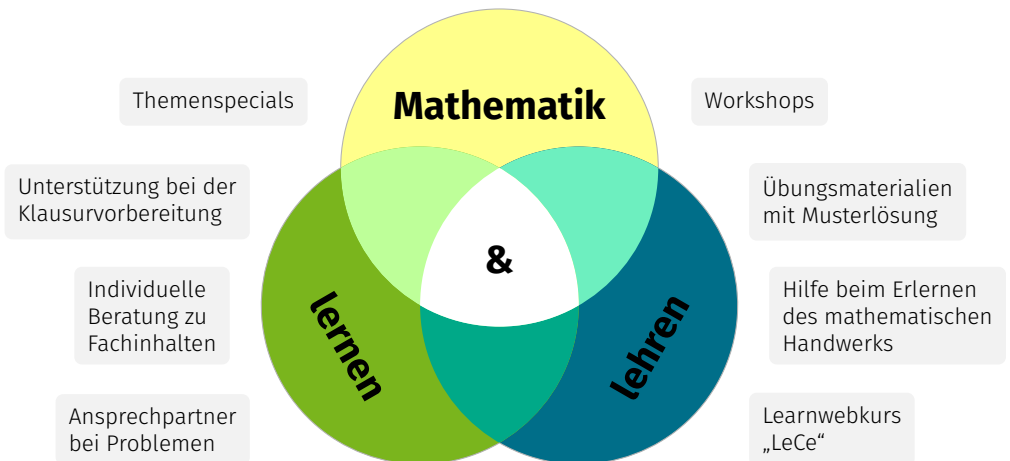 Themenspecials
Mathematik
Workshops
Unterstützung bei der
Klausurvorbereitung
Übungsmaterialien
mit Musterlösung
&
Individuelle
Beratung zu
Fachinhalten
lernen
lehren
Hilfe beim Erlernen
des mathematischen
Handwerks
Ansprechpartner
bei Problemen
Learnwebkurs
„LeCe“